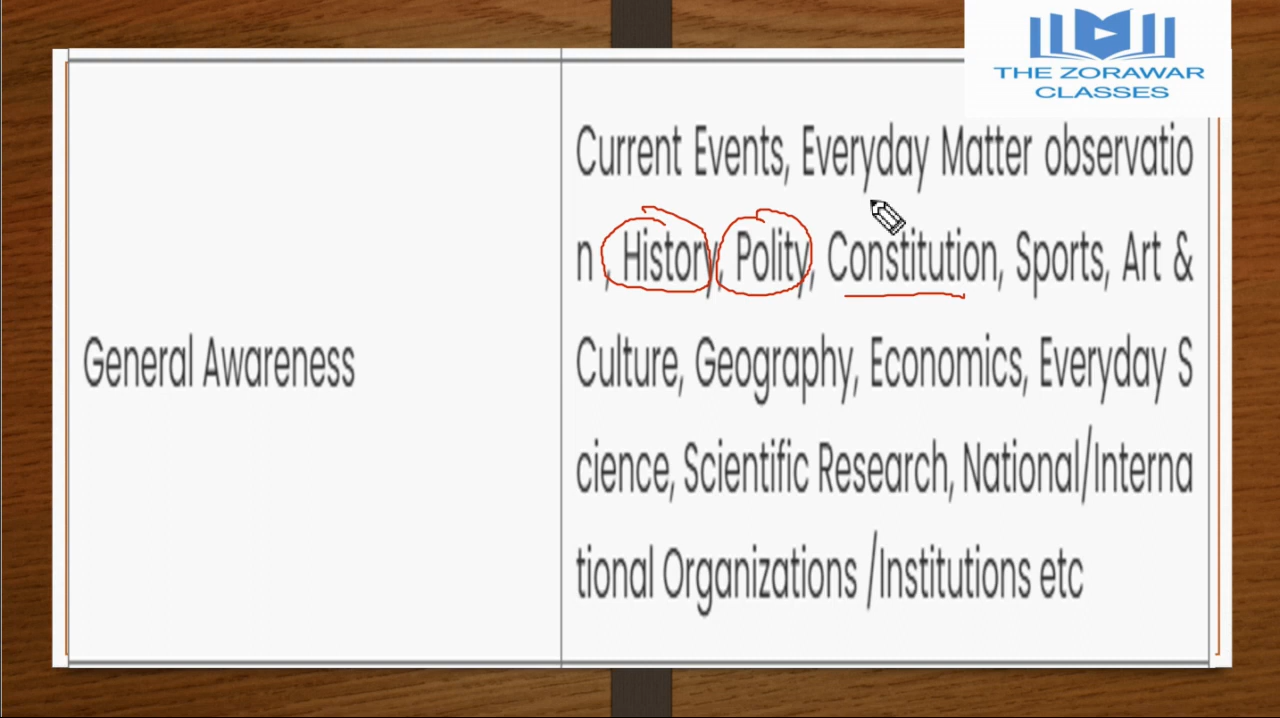 THE ZORAWAR
CLASSES
Current Events, Everyday Matter observatio
n , History, Polity, Constitution, Sports, Art &
General Awareness
Culture, Geography, Economics, Everyday S
cience, Scientific Research, National/Interna
tional Organizations /Institutions etc